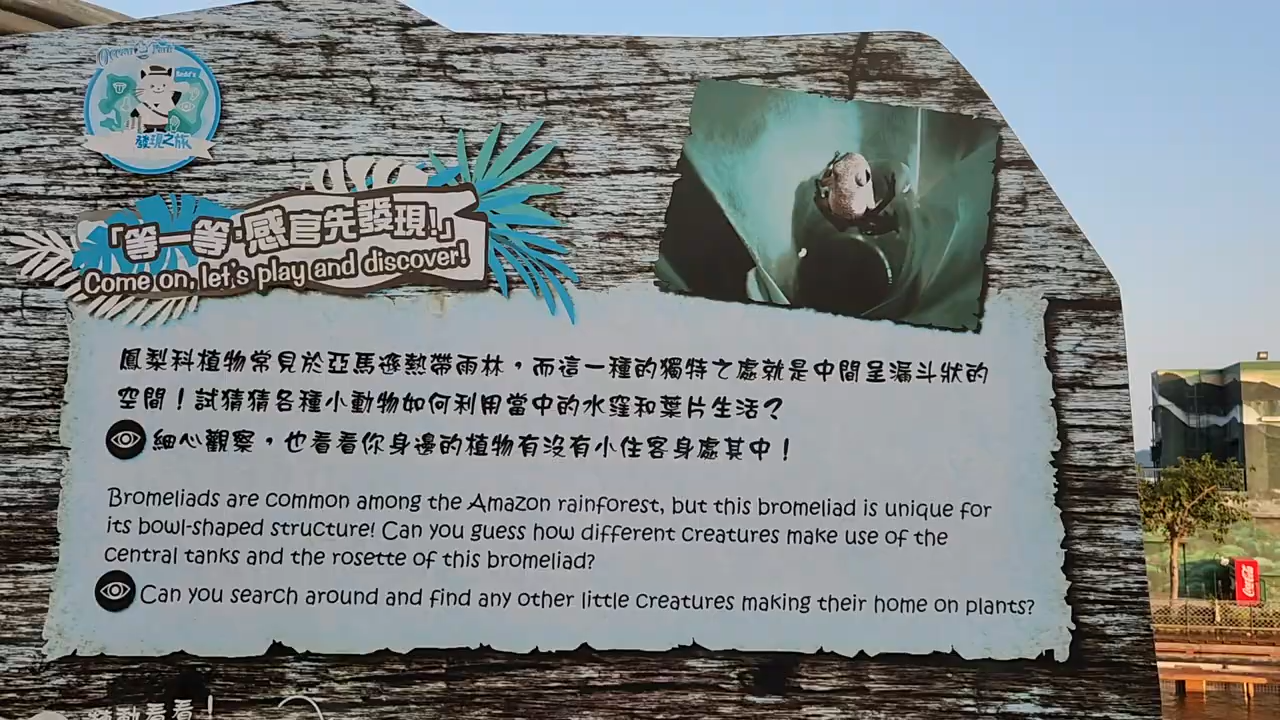 Ocean Park
發現之旅
「等一等·感官先發現!」
Come on, let's play and discover!
鳳梨科植物常見於亞馬遜熱帶雨林，而這一種的獨特之處就是中間呈漏斗狀的
空間！試猜猜各種小動物如何利用當中的水窪和葉片生活？
細心觀察，也看看你身邊的植物有沒有小住客身處其中！
Bromeliads are common among the Amazon rainforest, but this bromeliad is unique for
its bowl-shaped structure! Can you guess how different creatures make use of the
central tanks and the rosette of this bromeliad?
Can you search around and find any other little creatures making their home on plants?
Coca-Cola
動看看！